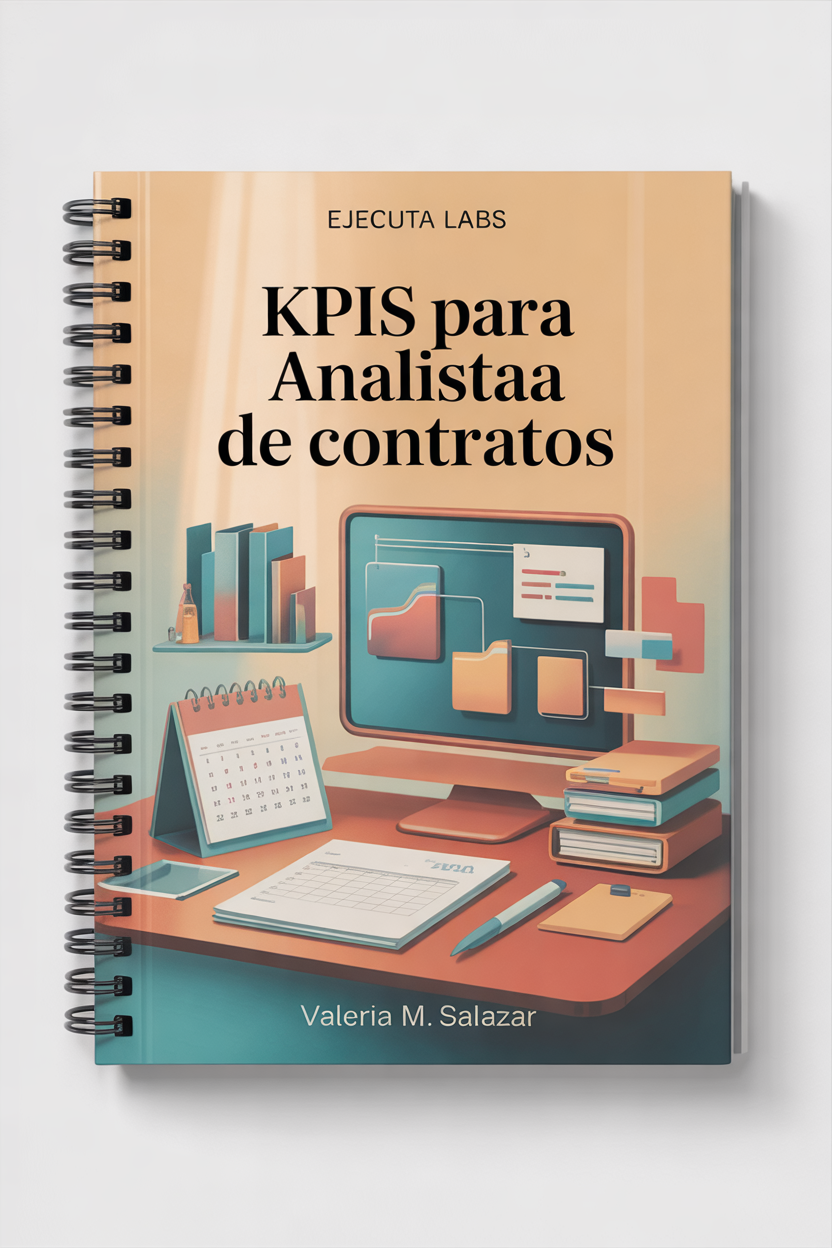 EJECUTA LABS
KPIS para
Analistaa
de contratos
Valeria M. Salazar